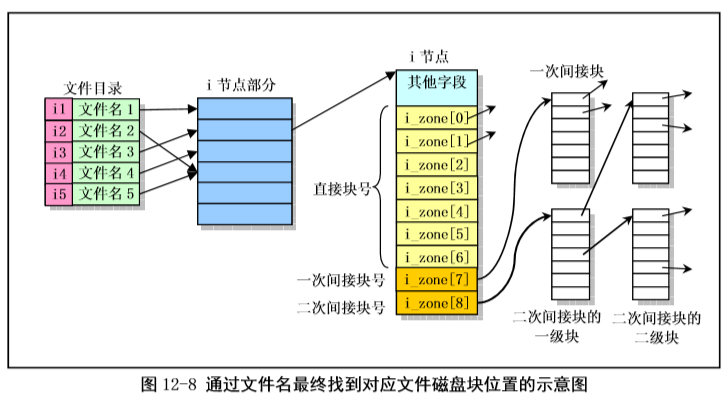 i 节点
文件目录
i 节点部分
其他字段
一次间接块
i1 文件名 1
i2 文件名 2
i3 文件名 3
i4 文件名 4
i5 文件名 5
i_zone[0]
i_zone[1]
i_zone[2]
i_zone[3]
直接块号
i_zone[4]
i_zone[5]
i_zone[6]
一次间接块号
i_zone[7]
二次间接块号
i_zone[8]
二次间接块的
一级块
二次间接块的
二级块
图 12-8 通过文件名最终找到对应文件磁盘块位置的示意图